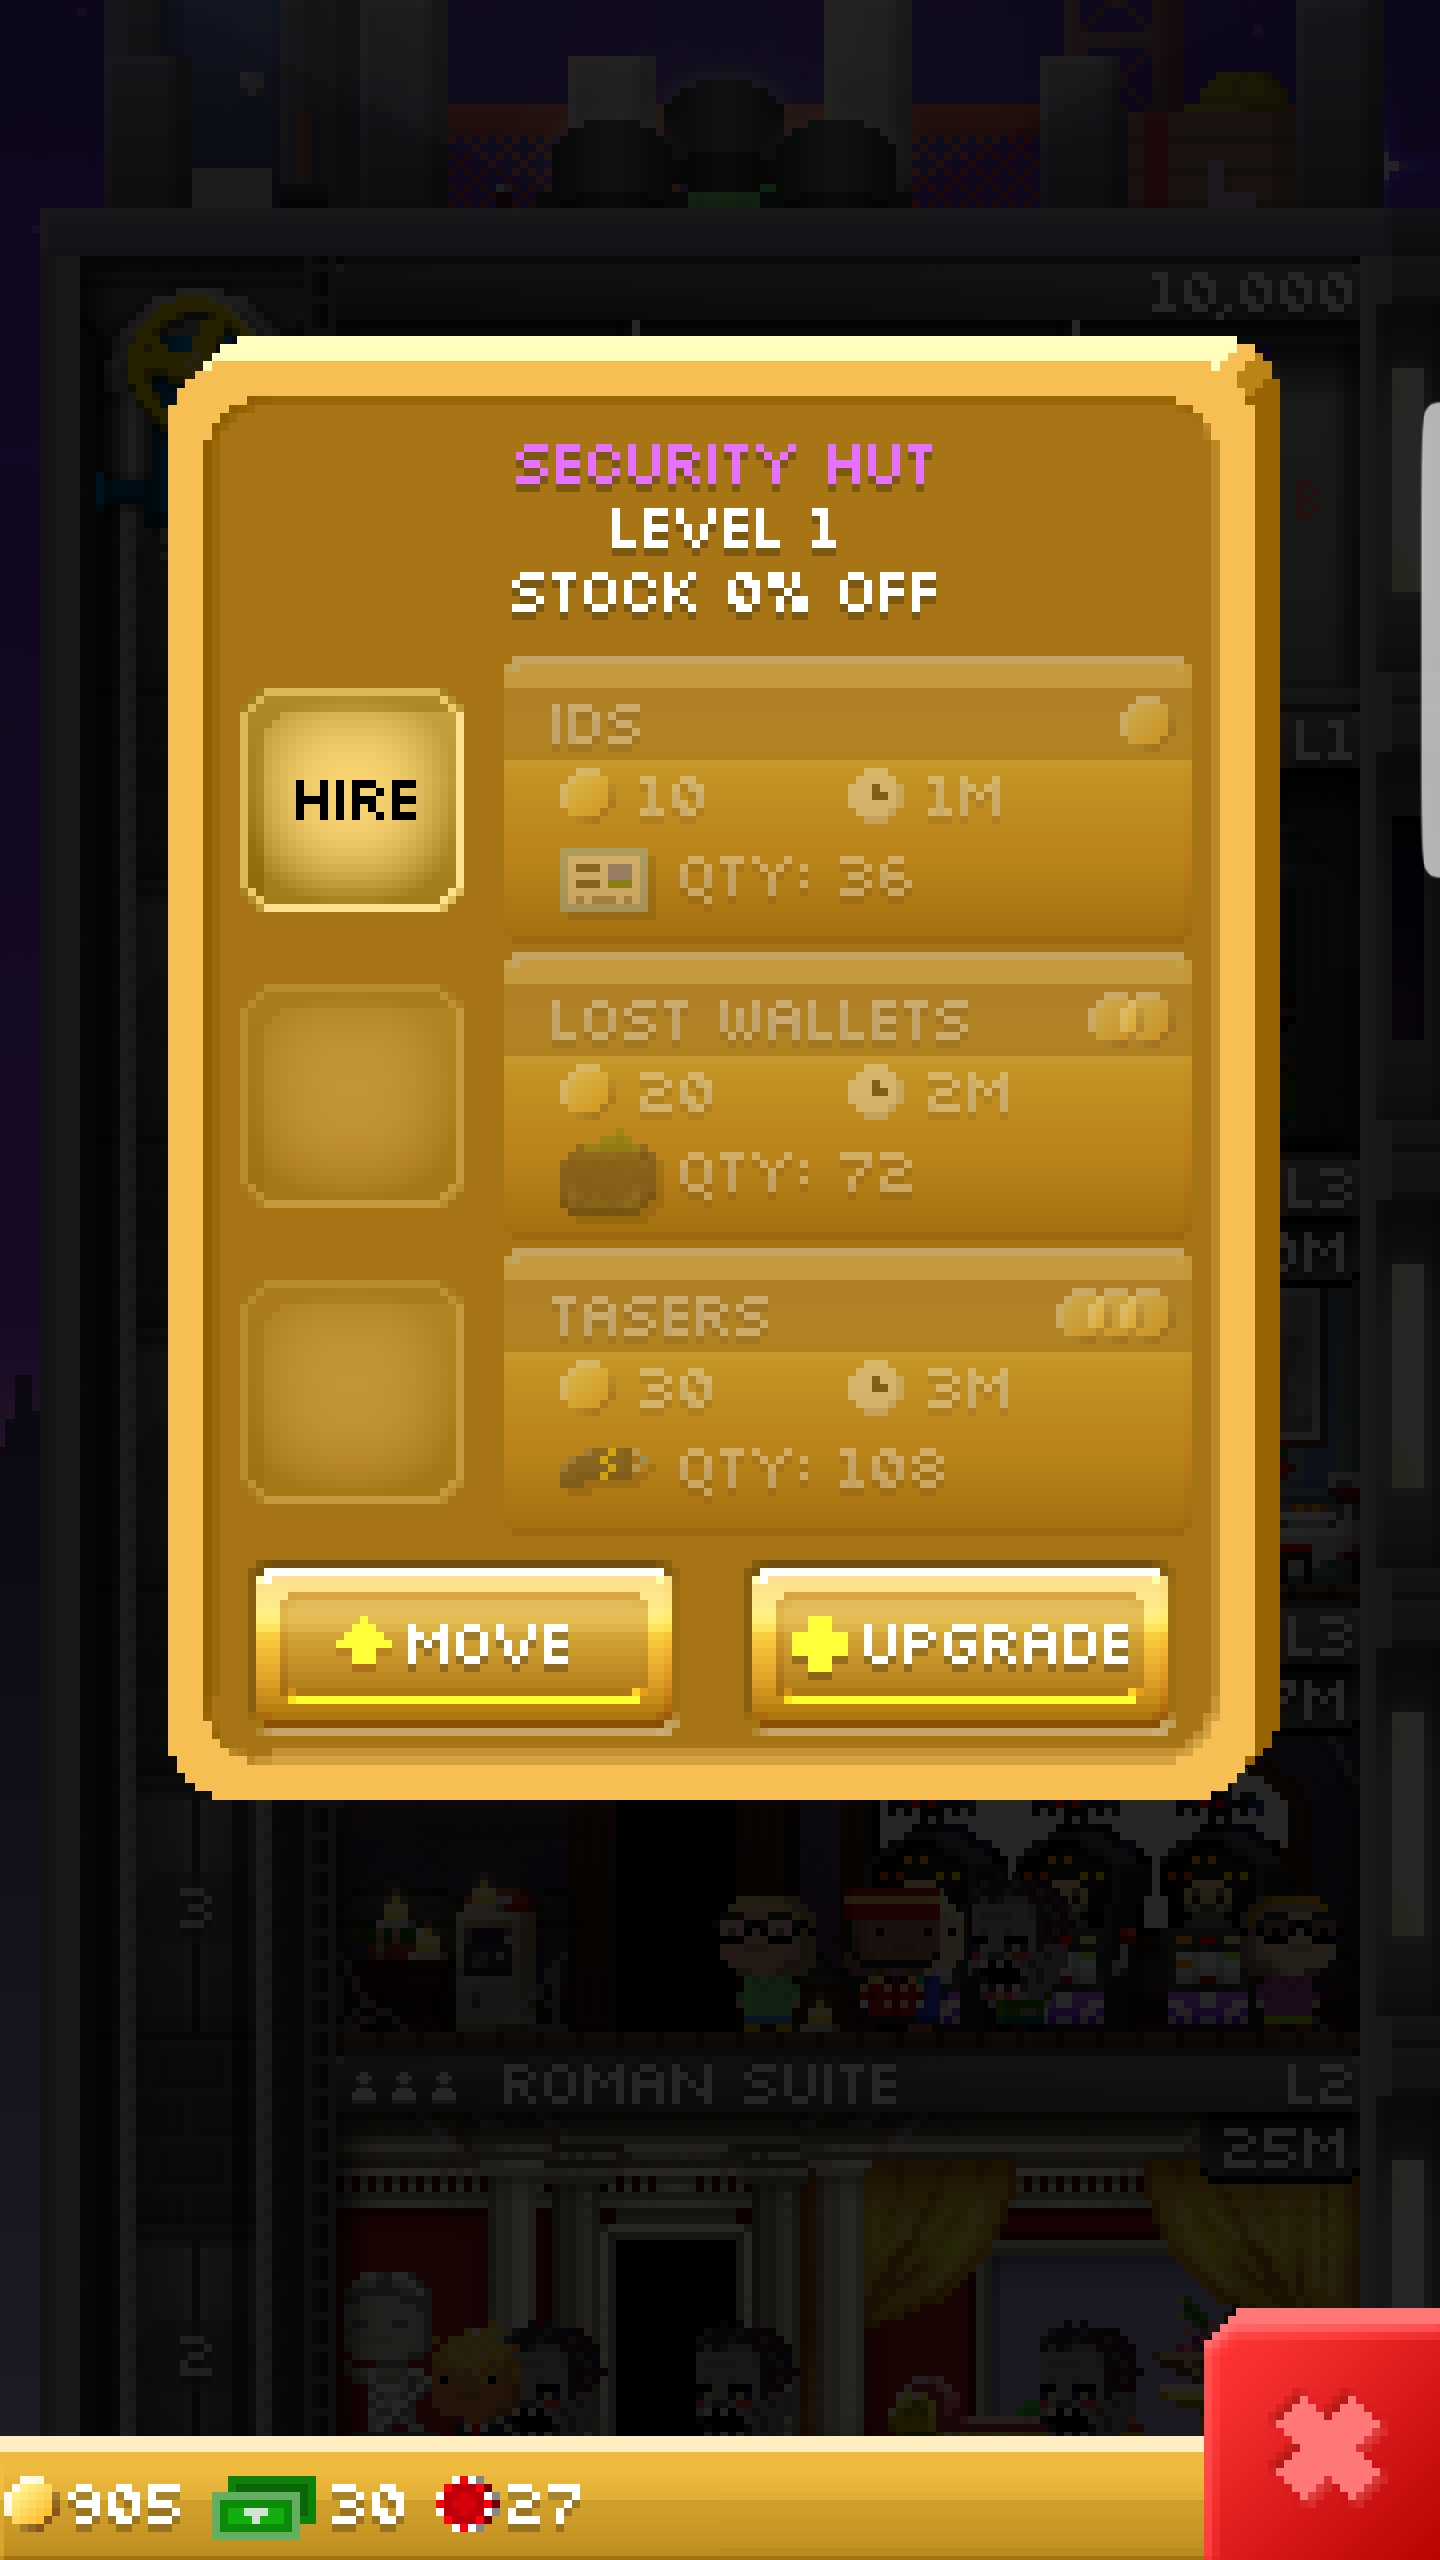 10,000
SECURITY HUT
LEVEL 1
STOCK 0% OFF
B
HIRE
IDS
L1
10 1M
QTY: 36
LOST WALLETS
20 2M
QTY: 72
L3
0M
TASERS
30 3M
QTY: 108
MOVE
UPGRADE
L3
7M
3
ROMAN SUITE
L2
25M
2
905 30 27